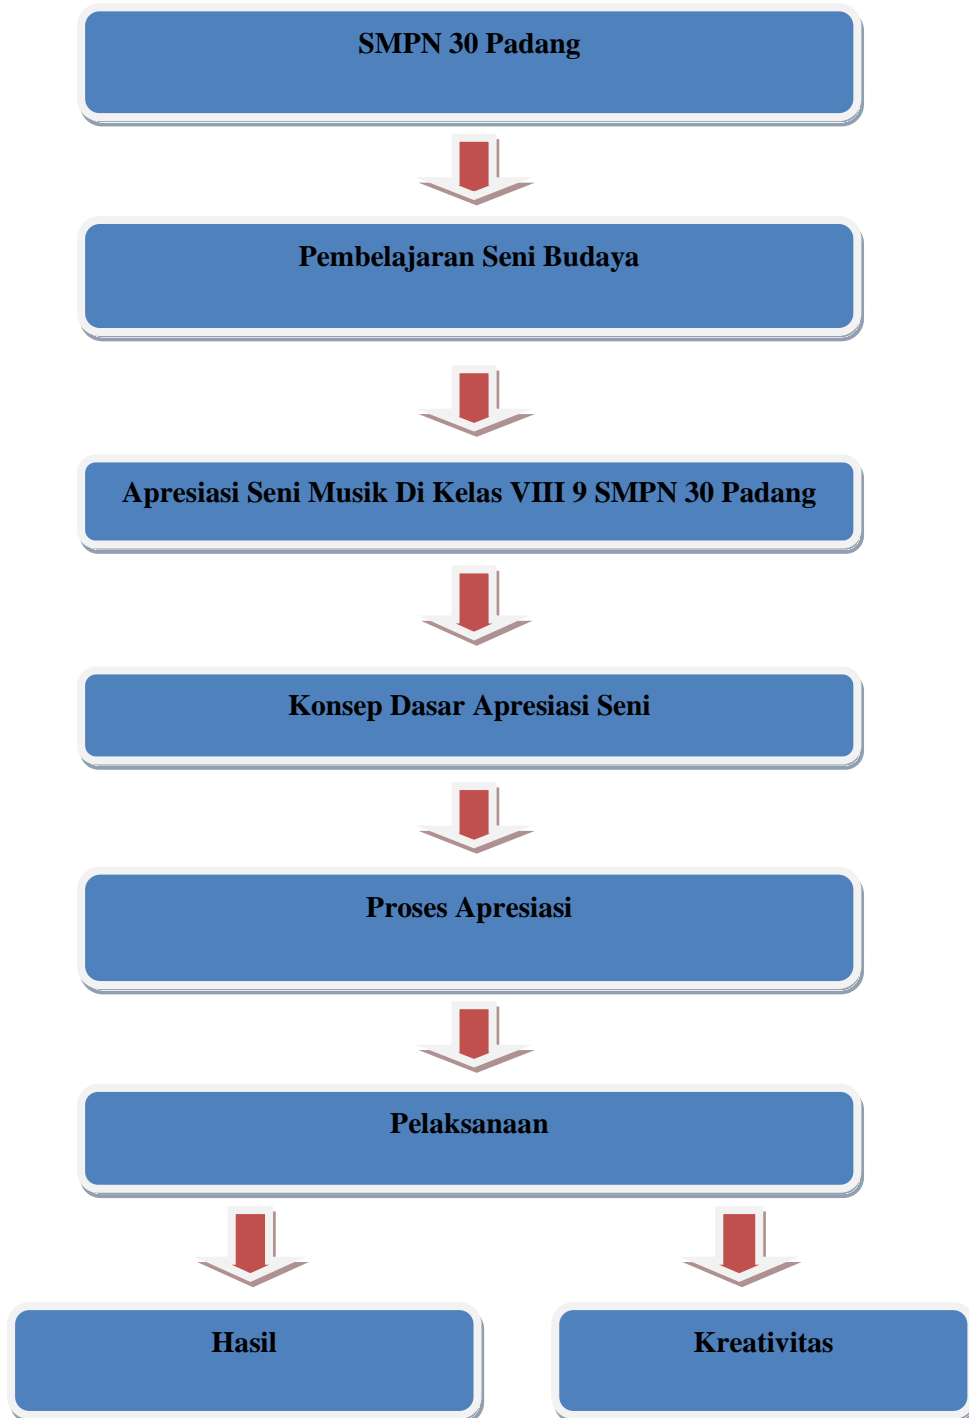 SMPN 30 Padang
Pembelajaran Seni Budaya
Apresiasi Seni Musik Di Kelas VIII 9 SMPN 30 Padang
Konsep Dasar Apresiasi Seni
Proses Apresiasi
Pelaksanaan
Hasil
Kreativitas